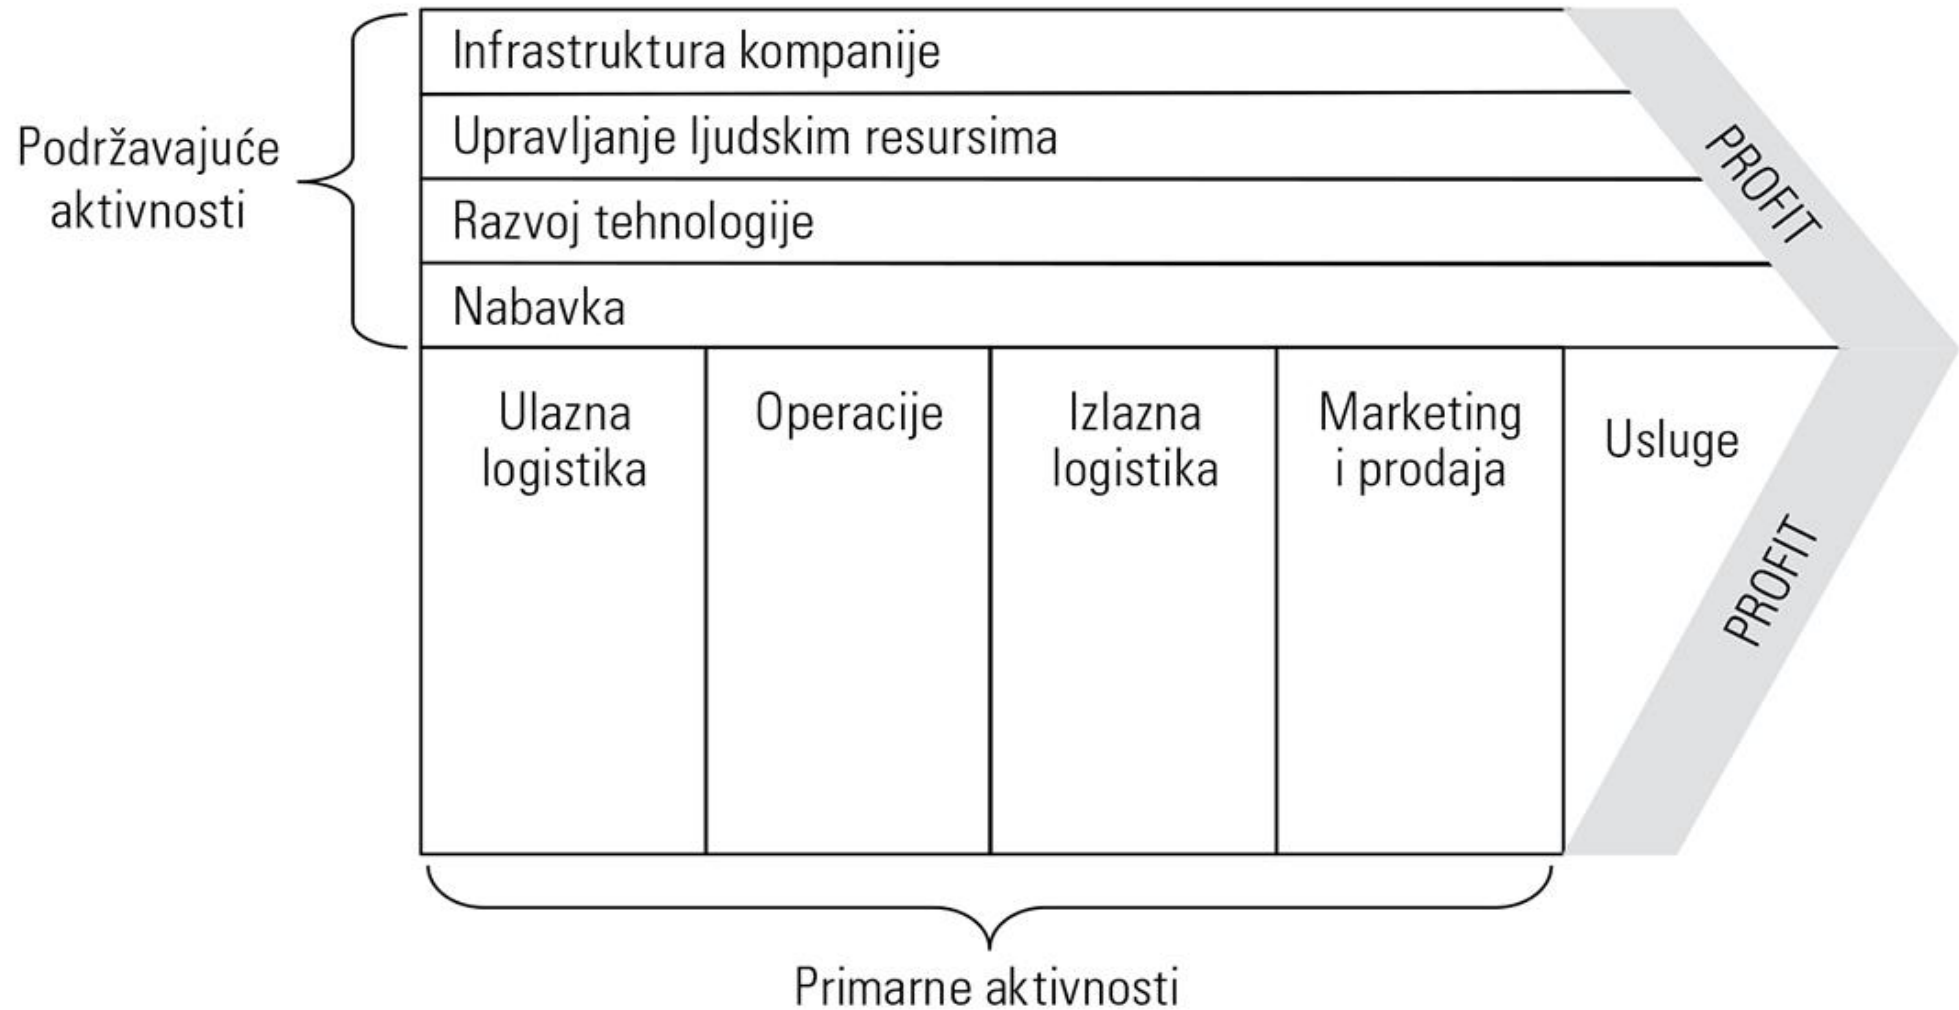 Podržavajuće
aktivnosti
Infrastruktura kompanije
Upravljanje ljudskim resursima
Razvoj tehnologije
Nabavka
PROFIT
Ulazna
logistika
Operacije
Izlazna
logistika
Marketing
i prodaja
Usluge
PROFIT
Primarne aktivnosti